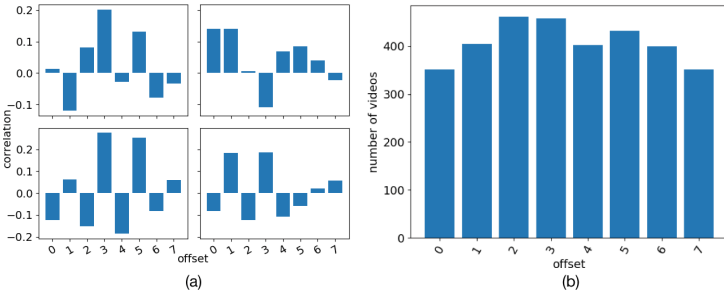 0.2
0.1
0.0
−0.1
0.2
0.1
0.0
−0.1
−0.2
correlation
0 1 2 3 4 5 6 7 0 1 2 3 4 5 6 7
offset
(a)
400
300
200
100
0
number of videos
0 1 2 3 4 5 6 7
offset
(b)